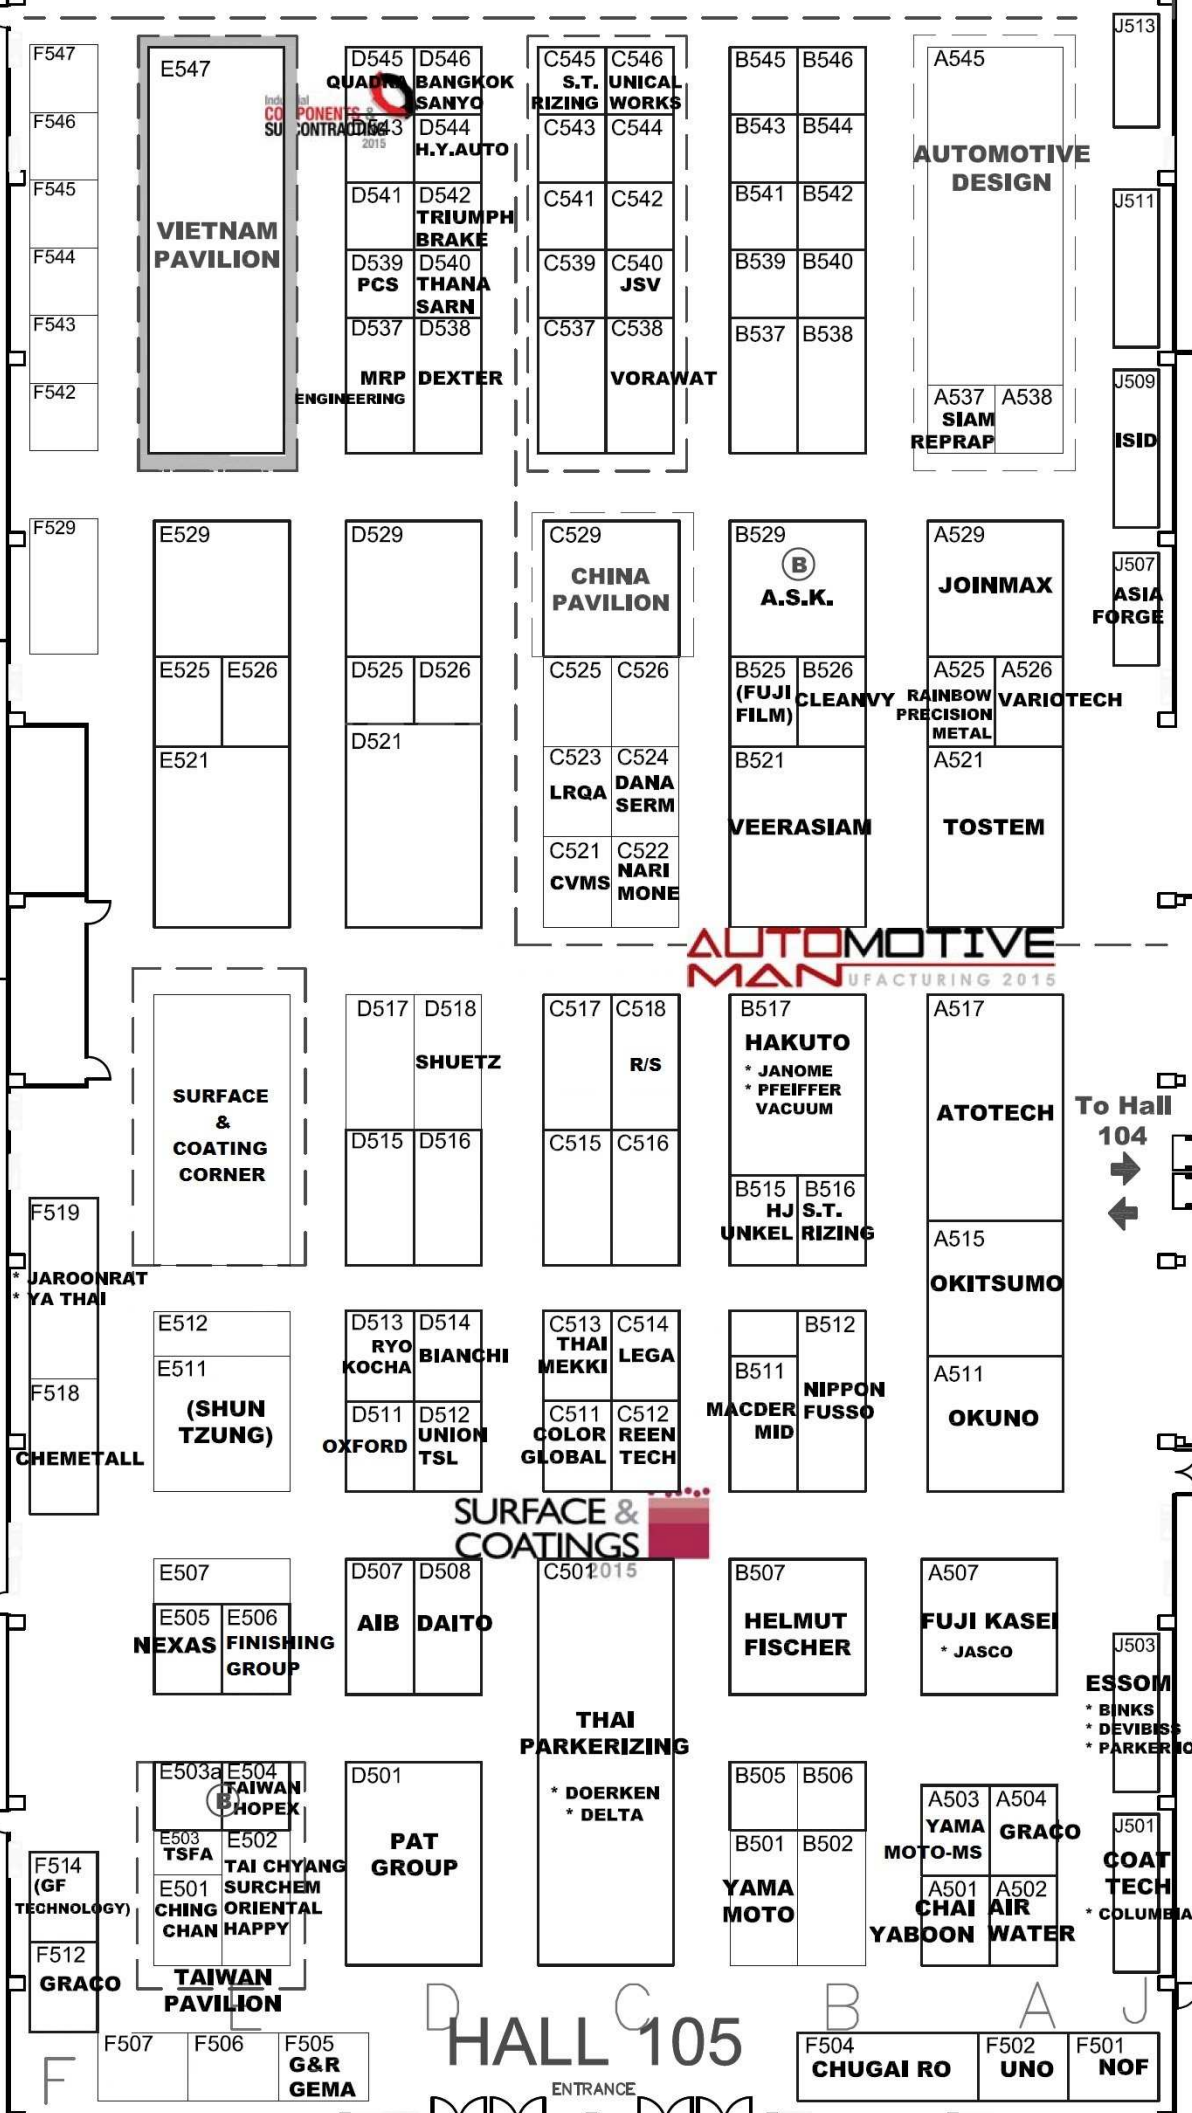 J513
F547
E547
D545 D546
C545 C546
B545 B546
A545
QUADRA BANGKOK
SANYO
S.T. UNICAL
RIZING WORKS
Industrial
COMPONENTS &
SUBCONTRACTING
2015
F546
D543 D544
H.Y.AUTO
C543 C544
B543 B544
AUTOMOTIVE
DESIGN
F545
D541 D542
TRIUMPH
BRAKE
C541 C542
B541 B542
J511
VIETNAM
PAVILION
F544
D539 D540
PCS THANA
SARN
C539 C540
JSV
B539 B540
F543
D537 D538
MRP DEXTER
ENGINEERING
C537 C538
VORAWAT
B537 B538
F542
A537 A538
SIAM
REPRAP
J509
ISID
F529
E529
D529
C529
CHINA
PAVILION
B529
B
A.S.K.
A529
JOINMAX
J507
ASIA
FORGE
E525 E526
D525 D526
C525 C526
B525 B526
(FUJI
FILM)
CLEANVY
A525 A526
RAINBOW
PRECISION
METAL
VARIOTECH
E521
D521
C523 C524
LRQA DANA
SERM
B521
VEERASIAM
A521
TOSTEM
C521 C522
CVMS NARI
MONE
AUTOMOTIVE
MANUFACTURING 2015
D517 D518
SHUETZ
C517 C518
R/S
B517
HAKUTO
* JANOME
* PFEIFFER
VACUUM
A517
ATOTECH
To Hall
104
SURFACE
&
COATING
CORNER
D515 D516
C515 C516
B515 B516
HJ S.T.
UNKEL RIZING
F519
* JAROONRAT
* YA THAI
A515
OKITSUMO
E512
D513 D514
RYO
KOCHA
BIANCHI
C513 C514
THAI
MEKKI
LEGA
B512
NIPPON
FUSSO
E511
(SHUN
TZUNG)
B511
MACDER
MID
A511
OKUNO
F518
CHEMETALL
D511 D512
OXFORD
UNION
TSL
C511 C512
COLOR REEN
GLOBAL TECH
SURFACE &
COATINGS
2015
E507
D507 D508
AIB DAITO
C501
THAI
PARKERIZING
* DOERKEN
* DELTA
B507
HELMUT
FISCHER
A507
FUJI KASEI
* JASCO
E505 E506
NEXAS FINISHING
GROUP
J503
ESSOM
* BINKS
* DEVIBISS
E503a E504
TAIWAN
HOPEX
B
D501
PAT
GROUP
B505 B506
A503 A504
YAMA
MOTO-MS
GRACO
J501
COAT
TECH
* COLUMBIA
E503
TSFA
E502
TAI CHYANG
SURCHEM
ORIENTAL
HAPPY
B501 B502
YAMA
MOTO
F514
(GF
TECHNOLOGY)
E501
CHING
CHAN
A501 A502
CHAI AIR
YABOON WATER
F512
GRACO
TAIWAN
PAVILION
E D C B A J
F
HALL 105
F507 F506 F505
G&R
GEMA
F504
CHUGAI RO
F502
UNO
F501
NOF
ENTRANCE